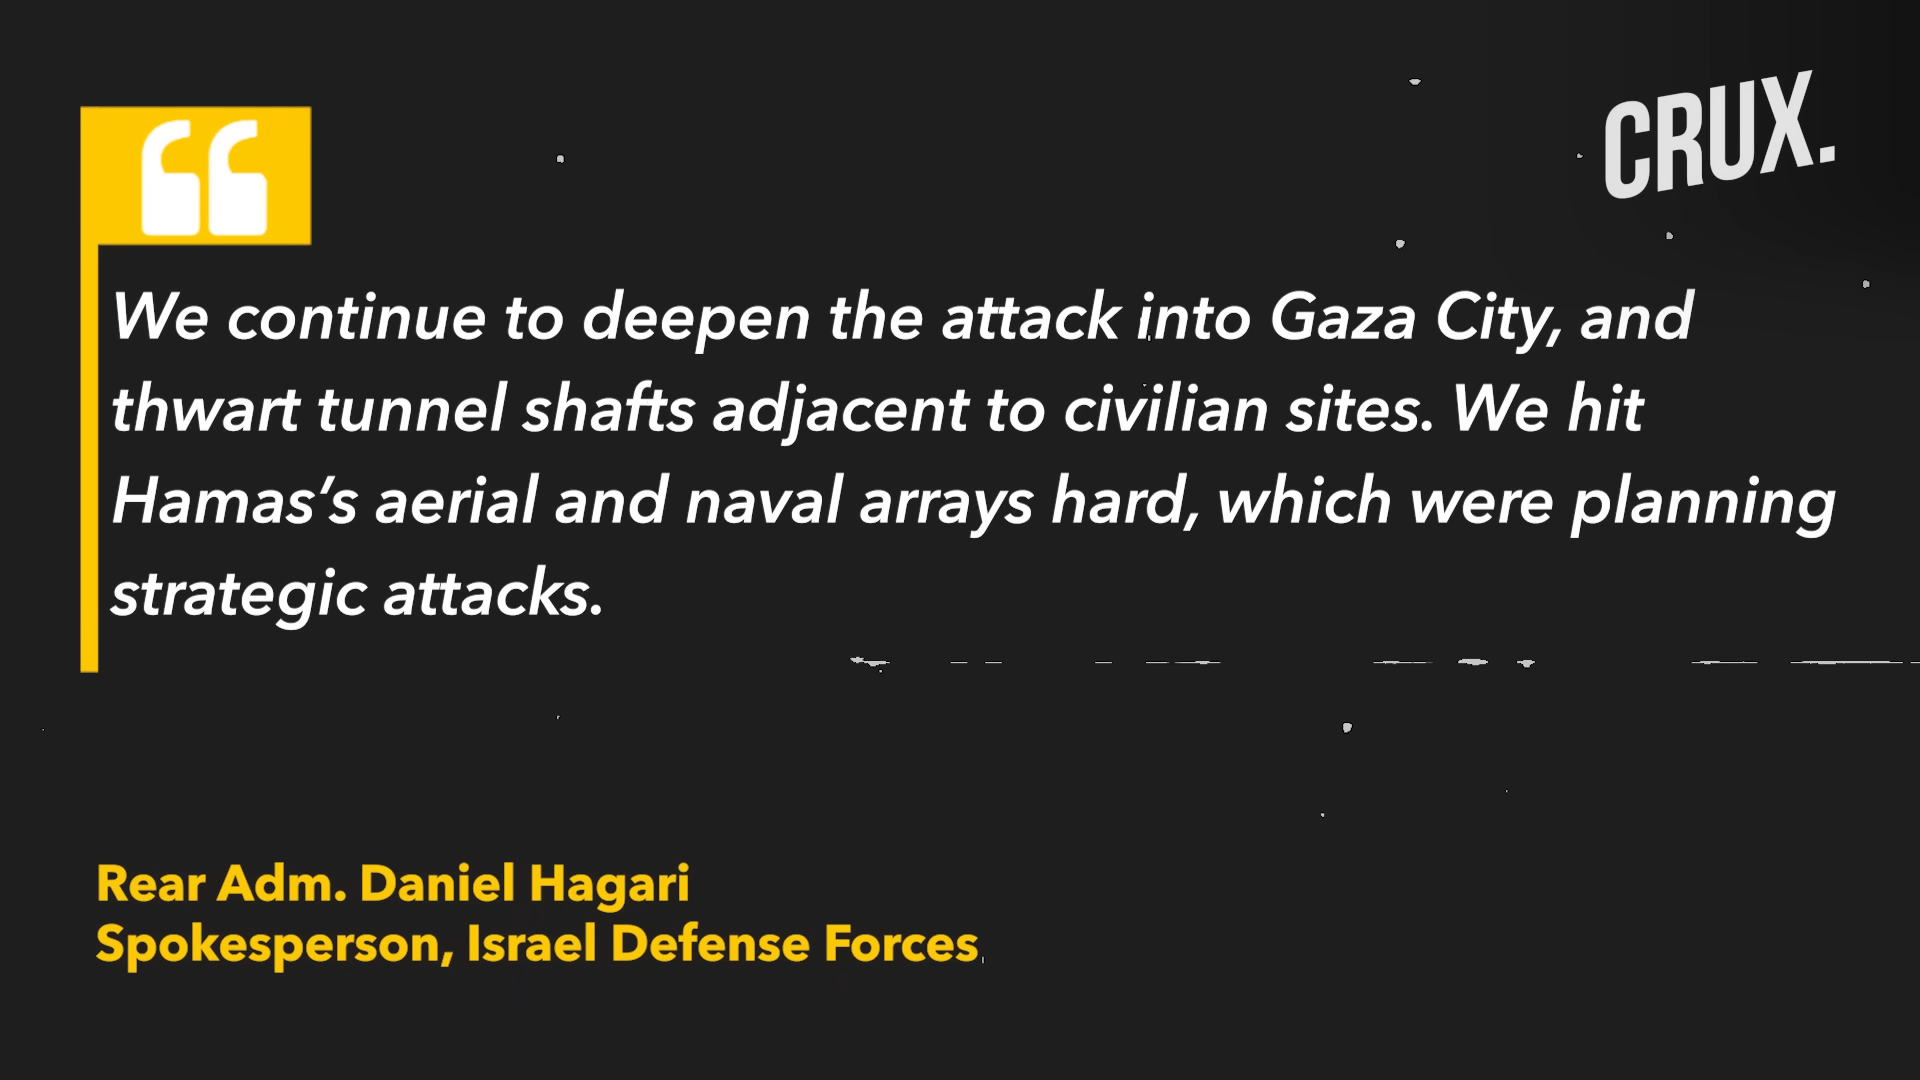 CRUX.
We continue to deepen the attack into Gaza City, and
thwart tunnel shafts adjacent to civilian sites. We hit
Hamas’s aerial and naval arrays hard, which were planning
strategic attacks.
Rear Adm. Daniel Hagari
Spokesperson, Israel Defense Forces